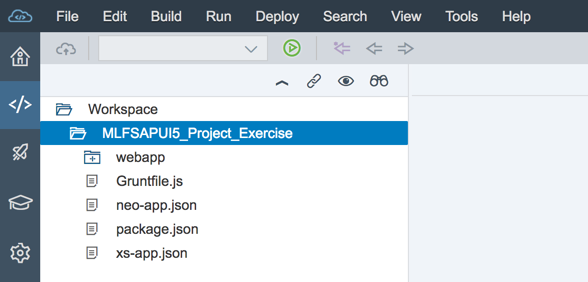 File Edit Build Run Deploy Search View Tools Help
Workspace
MLFSAPUI5_Project_Exercise
webapp
Gruntfile.js
neo-app.json
package.json
xs-app.json